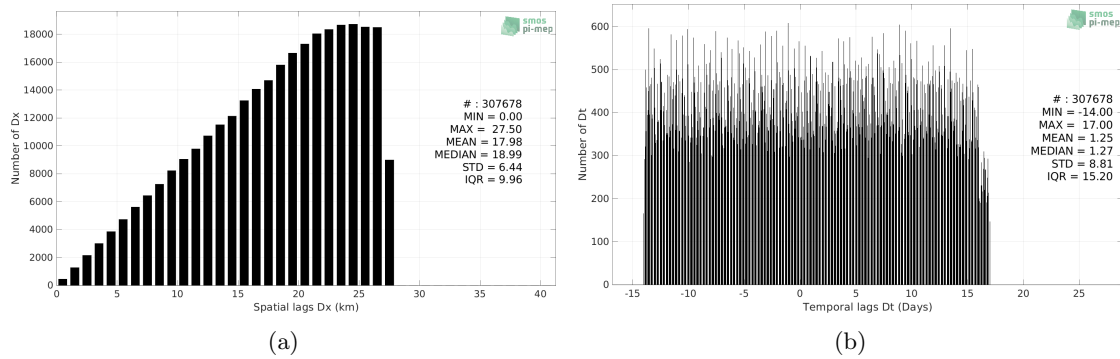 smos
pi-mep
18000
16000
14000
12000
10000
8000
6000
4000
2000
0
Number of Dx
# : 307678
MIN = 0.00
MAX = 27.50
MEAN = 17.98
MEDIAN = 18.99
STD = 6.44
IQR = 9.96
0 5 10 15 20 25 30 35 40
Spatial lags Dx (km)
(a)
smos
pi-mep
600
500
400
300
200
100
0
Number of Dt
# : 307678
MIN = -14.00
MAX = 17.00
MEAN = 1.25
MEDIAN = 1.27
STD = 8.81
IQR = 15.20
-15 -10 -5 0 5 10 15 20 25
Temporal lags Dt (Days)
(b)